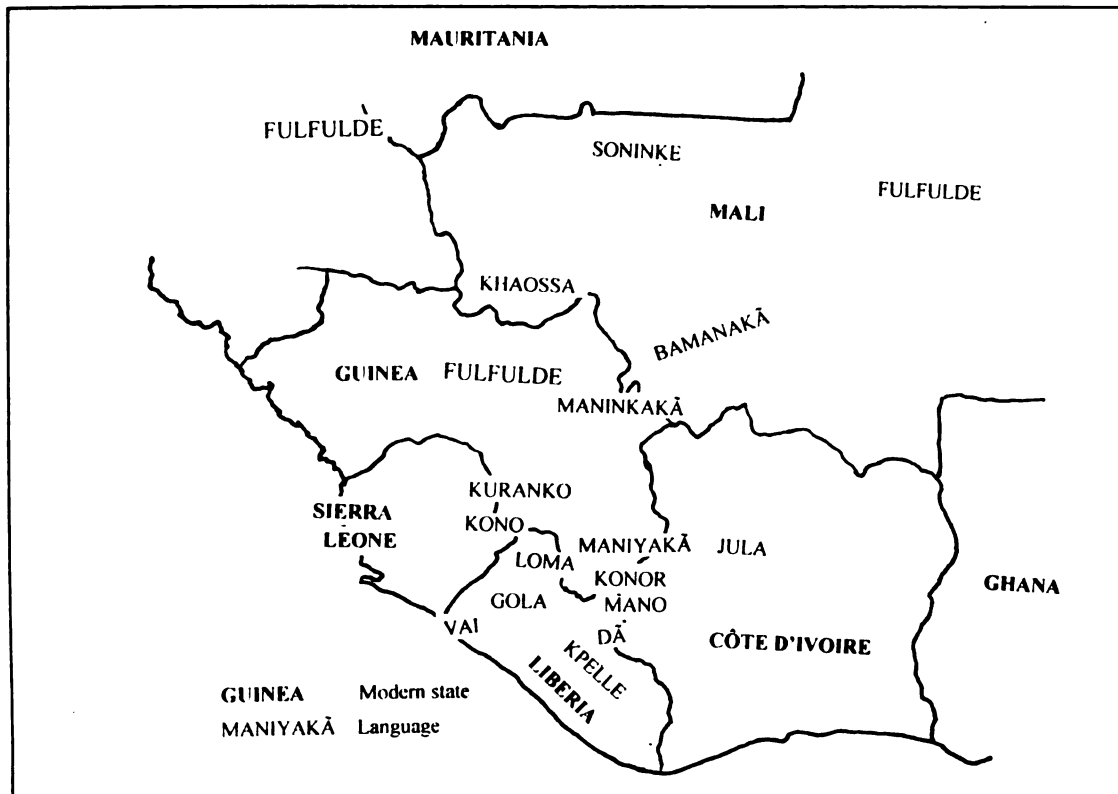 MAURITANIA
FULFULDE
SONINKE
FULFULDE
MALI
KHAOSSA
BAMANAKÃ
GUINEA FULFULDE
MANINKAKÃ
KURANKO
SIERRA
LEONE
KONO
MANIYAKÃ JULA
LOMA
KONOR
GHANA
GOLA
MANO
VAI
DÃ
CÔTE D'IVOIRE
KPELLE
LIBERIA
GUINEA Modern state
MANIYAKÃ Language